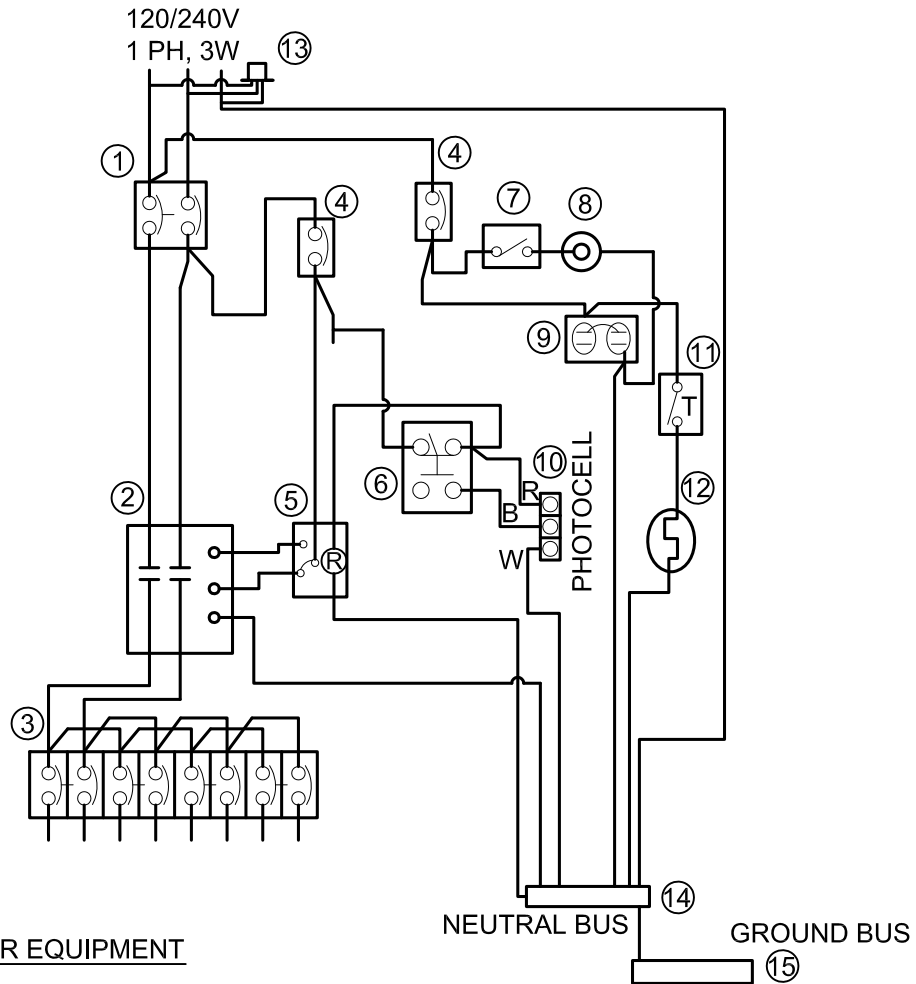 120/240V
1 PH, 3W
13
1
4
4
7
8
9
11
T
10
PHOTOCELL
R
B
W
6
12
2
5
R
3
14
NEUTRAL BUS
GROUND BUS
15
R EQUIPMENT